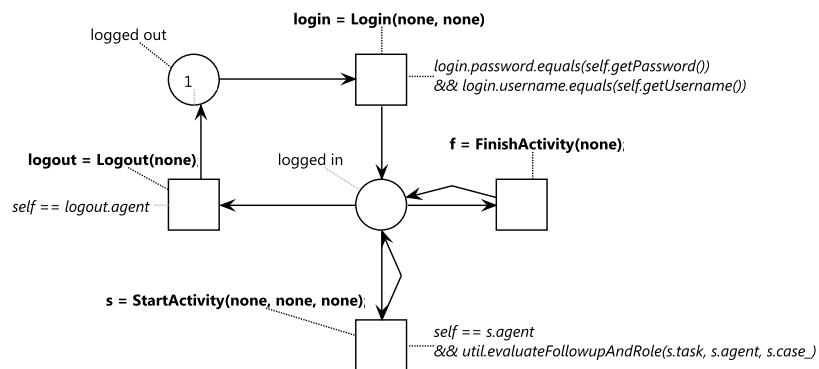 login = Login(none, none)
logged out
login.password.equals(self.getPassword())
1
&& login.username.equals(self.getUsername())
f = FinishActivity(none);
logout = Logout(none);
logged in
self == logout.agent
s = StartActivity(none, none, none);
self == s.agent
&& util.evaluateFollowupAndRole(s.task, s.agent, s.case_)